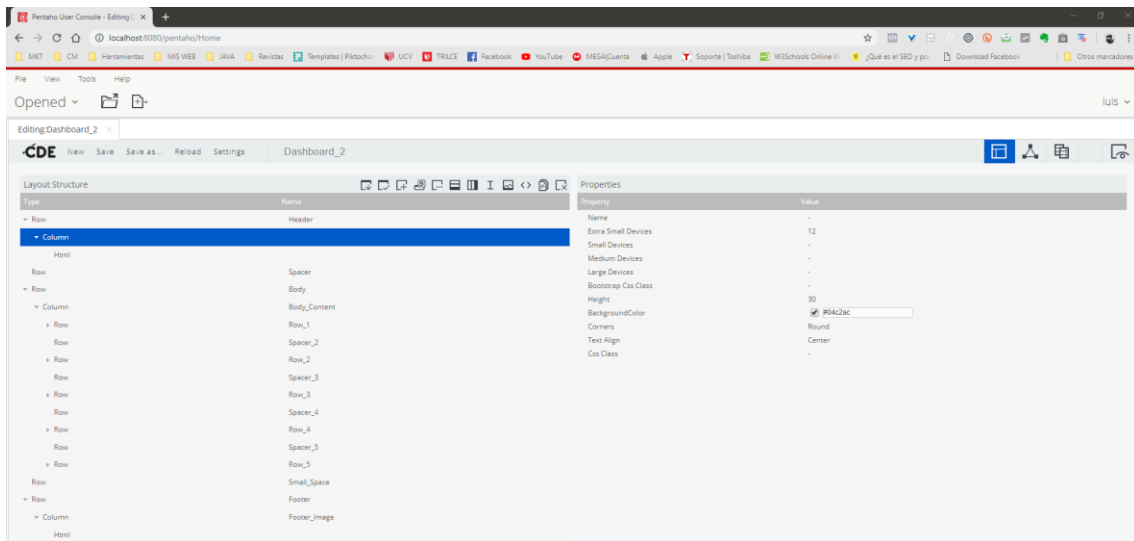 Pentaho User Console - Editing:
localhost:8080/pentaho/Home
MKT CM Herramientas MIS WEB JAVA Revistas Templates | Piktochar UCV TRILCE Facebook YouTube MEGA|Cuenta Apple Soporte | Toshiba W3Schools Online W ¿Qué es el SEO y por Download Facebook Otros marcadores
File View Tools Help
Opened luis
Editing:Dashboard_2
CDE New Save Save as... Reload Settings Dashboard_2
Layout Structure Properties
Type Name Property Value
Row Header
Column
Html
Row Spacer
Row Body
Column Body_Content
Row Row_1
Row Spacer_2
Row Row_2
Row Spacer_3
Row Row_3
Row Spacer_4
Row Row_4
Row Spacer_5
Row Row_5
Row Small_Space
Row Footer
Column Footer_Image
Html
Name -
Extra Small Devices 12
Small Devices -
Medium Devices -
Large Devices -
Bootstrap Css Class -
Height 30
BackgroundColor #04c2ac
Corners Round
Text Align Center
Css Class -